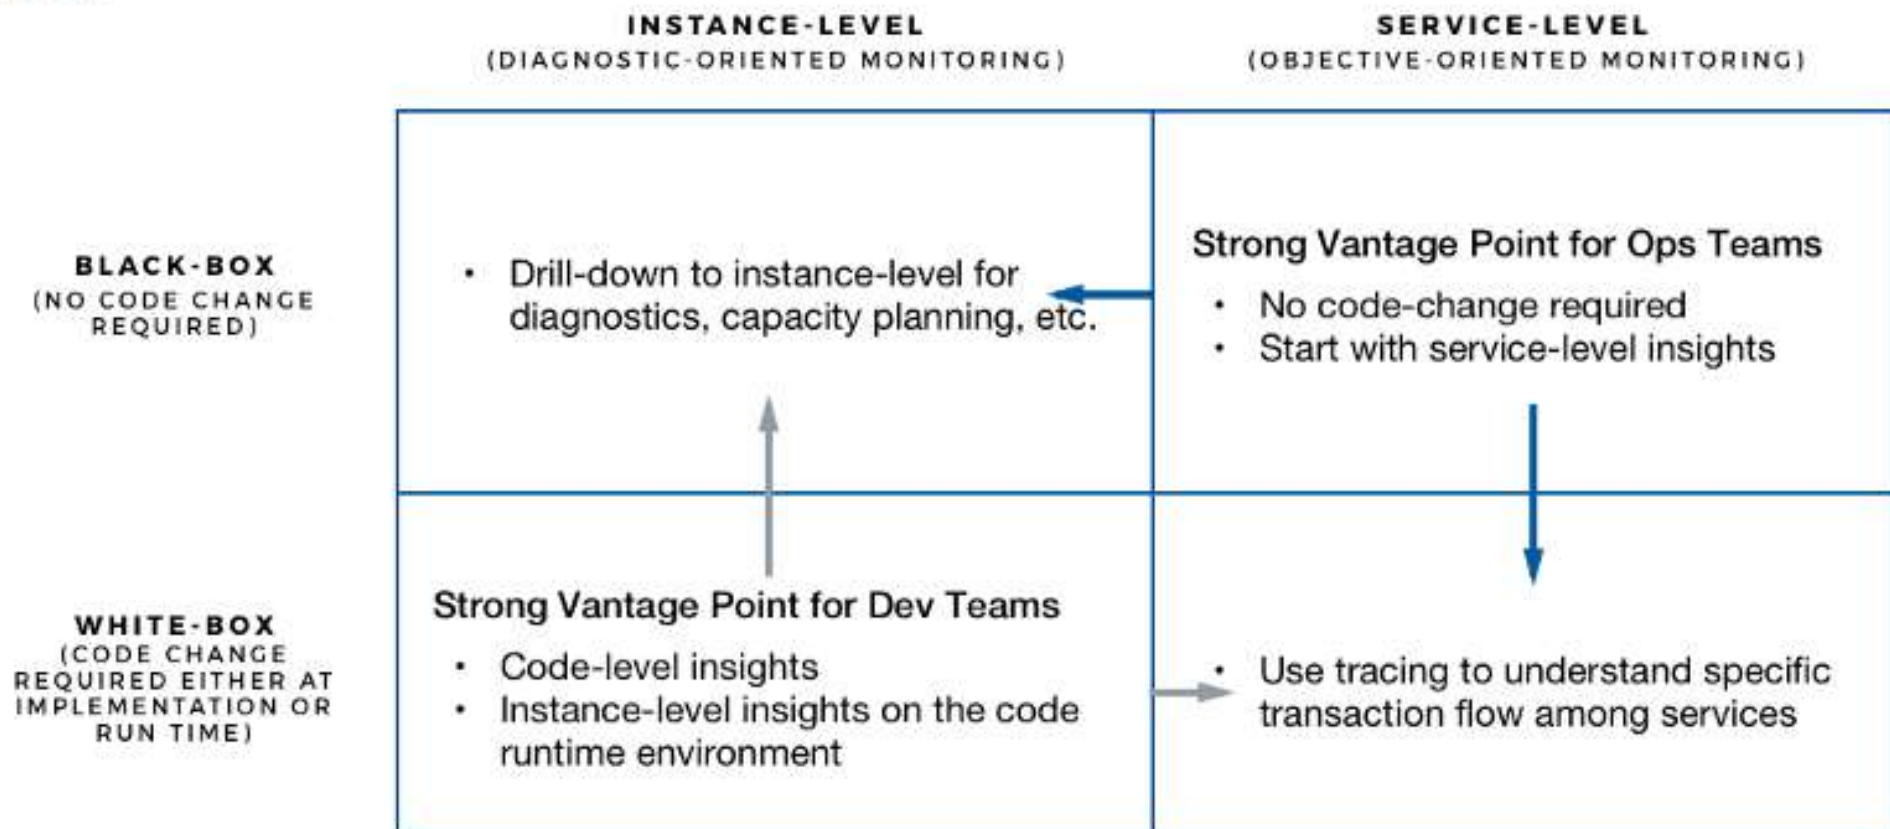 INSTANCE-LEVEL
(DIAGNOSTIC-ORIENTED MONITORING)
SERVICE-LEVEL
(OBJECTIVE-ORIENTED MONITORING)
BLACK-BOX
(NO CODE CHANGE
REQUIRED)
• Drill-down to instance-level for
diagnostics, capacity planning, etc.
Strong Vantage Point for Ops Teams
• No code-change required
• Start with service-level insights
WHITE-BOX
(CODE CHANGE
REQUIRED EITHER AT
IMPLEMENTATION OR
RUN TIME)
Strong Vantage Point for Dev Teams
• Code-level insights
• Instance-level insights on the code
runtime environment
• Use tracing to understand specific
transaction flow among services